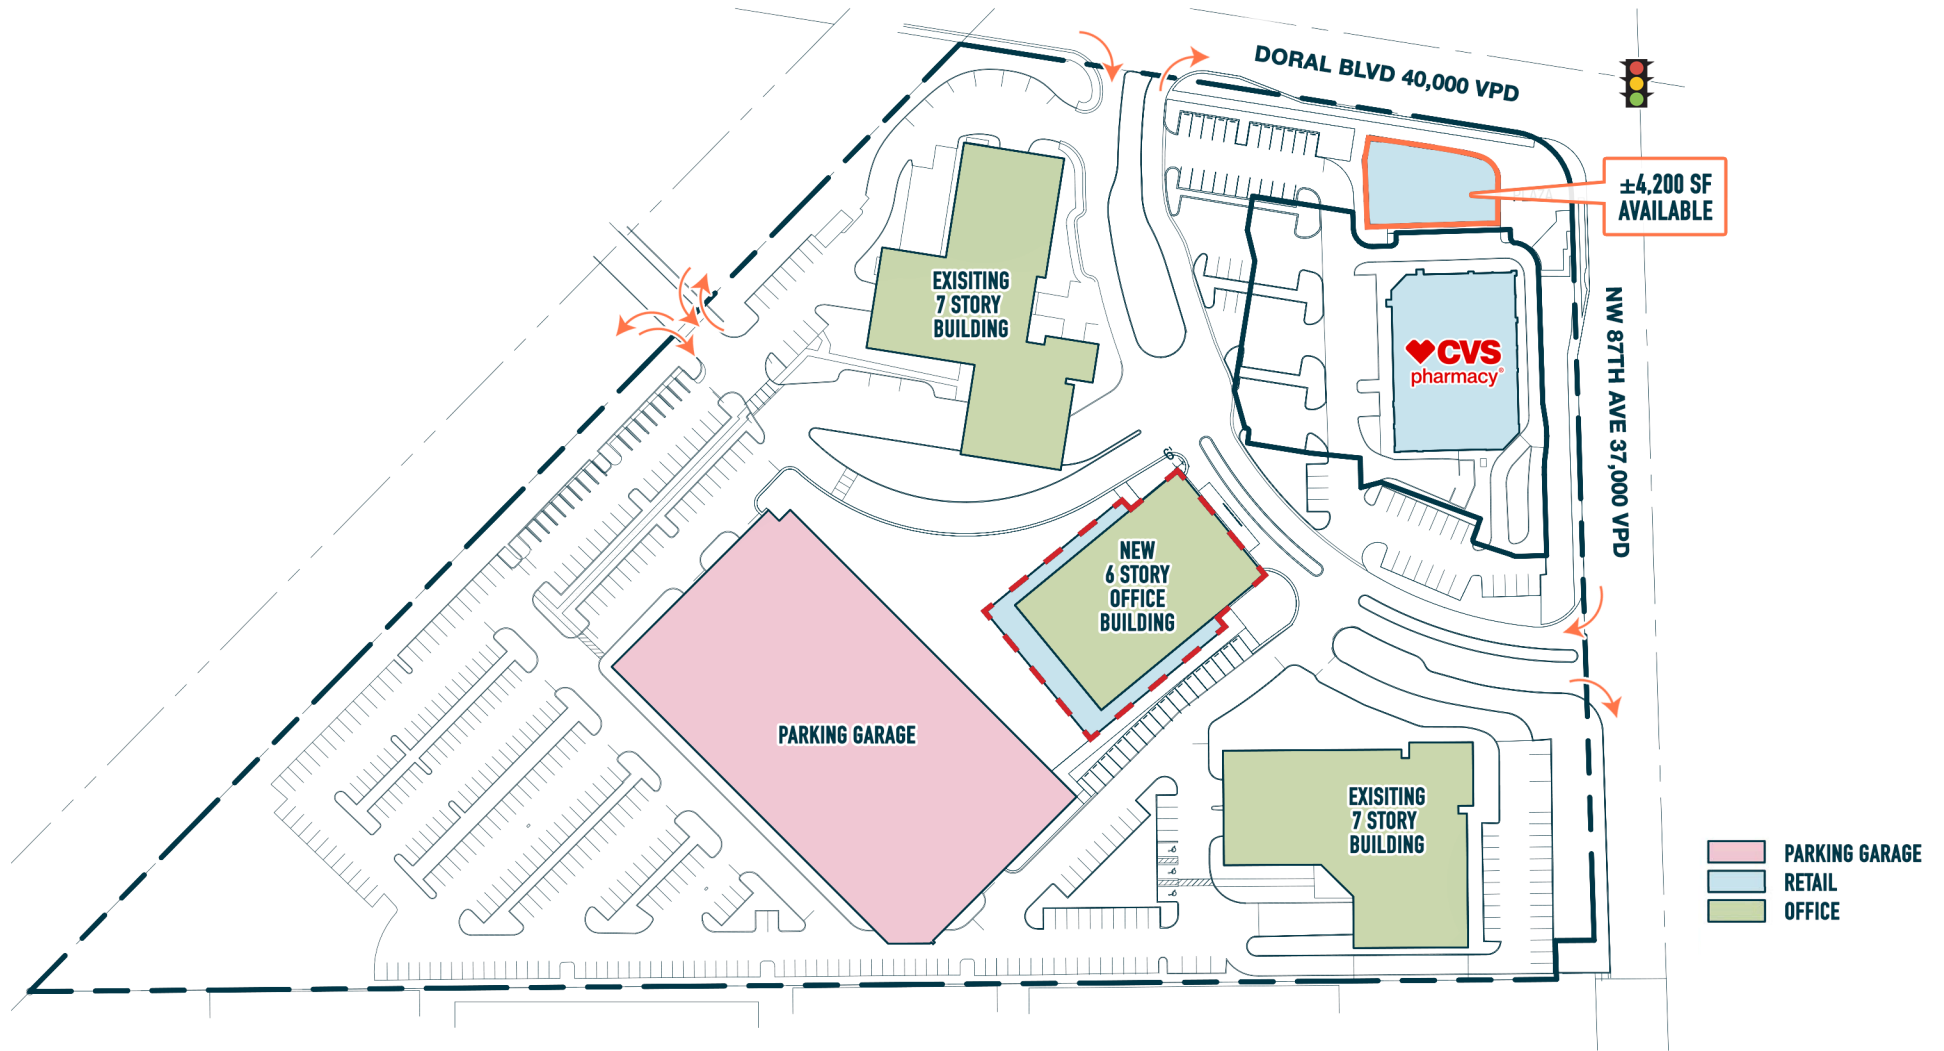 DORAL BLVD 40,000 VPD
±4,200 SF
AVAILABLE
EXISITING
7 STORY
BUILDING
CVS
pharmacy®
NW 87TH AVE 37,000 VPD
NEW
6 STORY
OFFICE
BUILDING
PARKING GARAGE
EXISITING
7 STORY
BUILDING
PARKING GARAGE
RETAIL
OFFICE